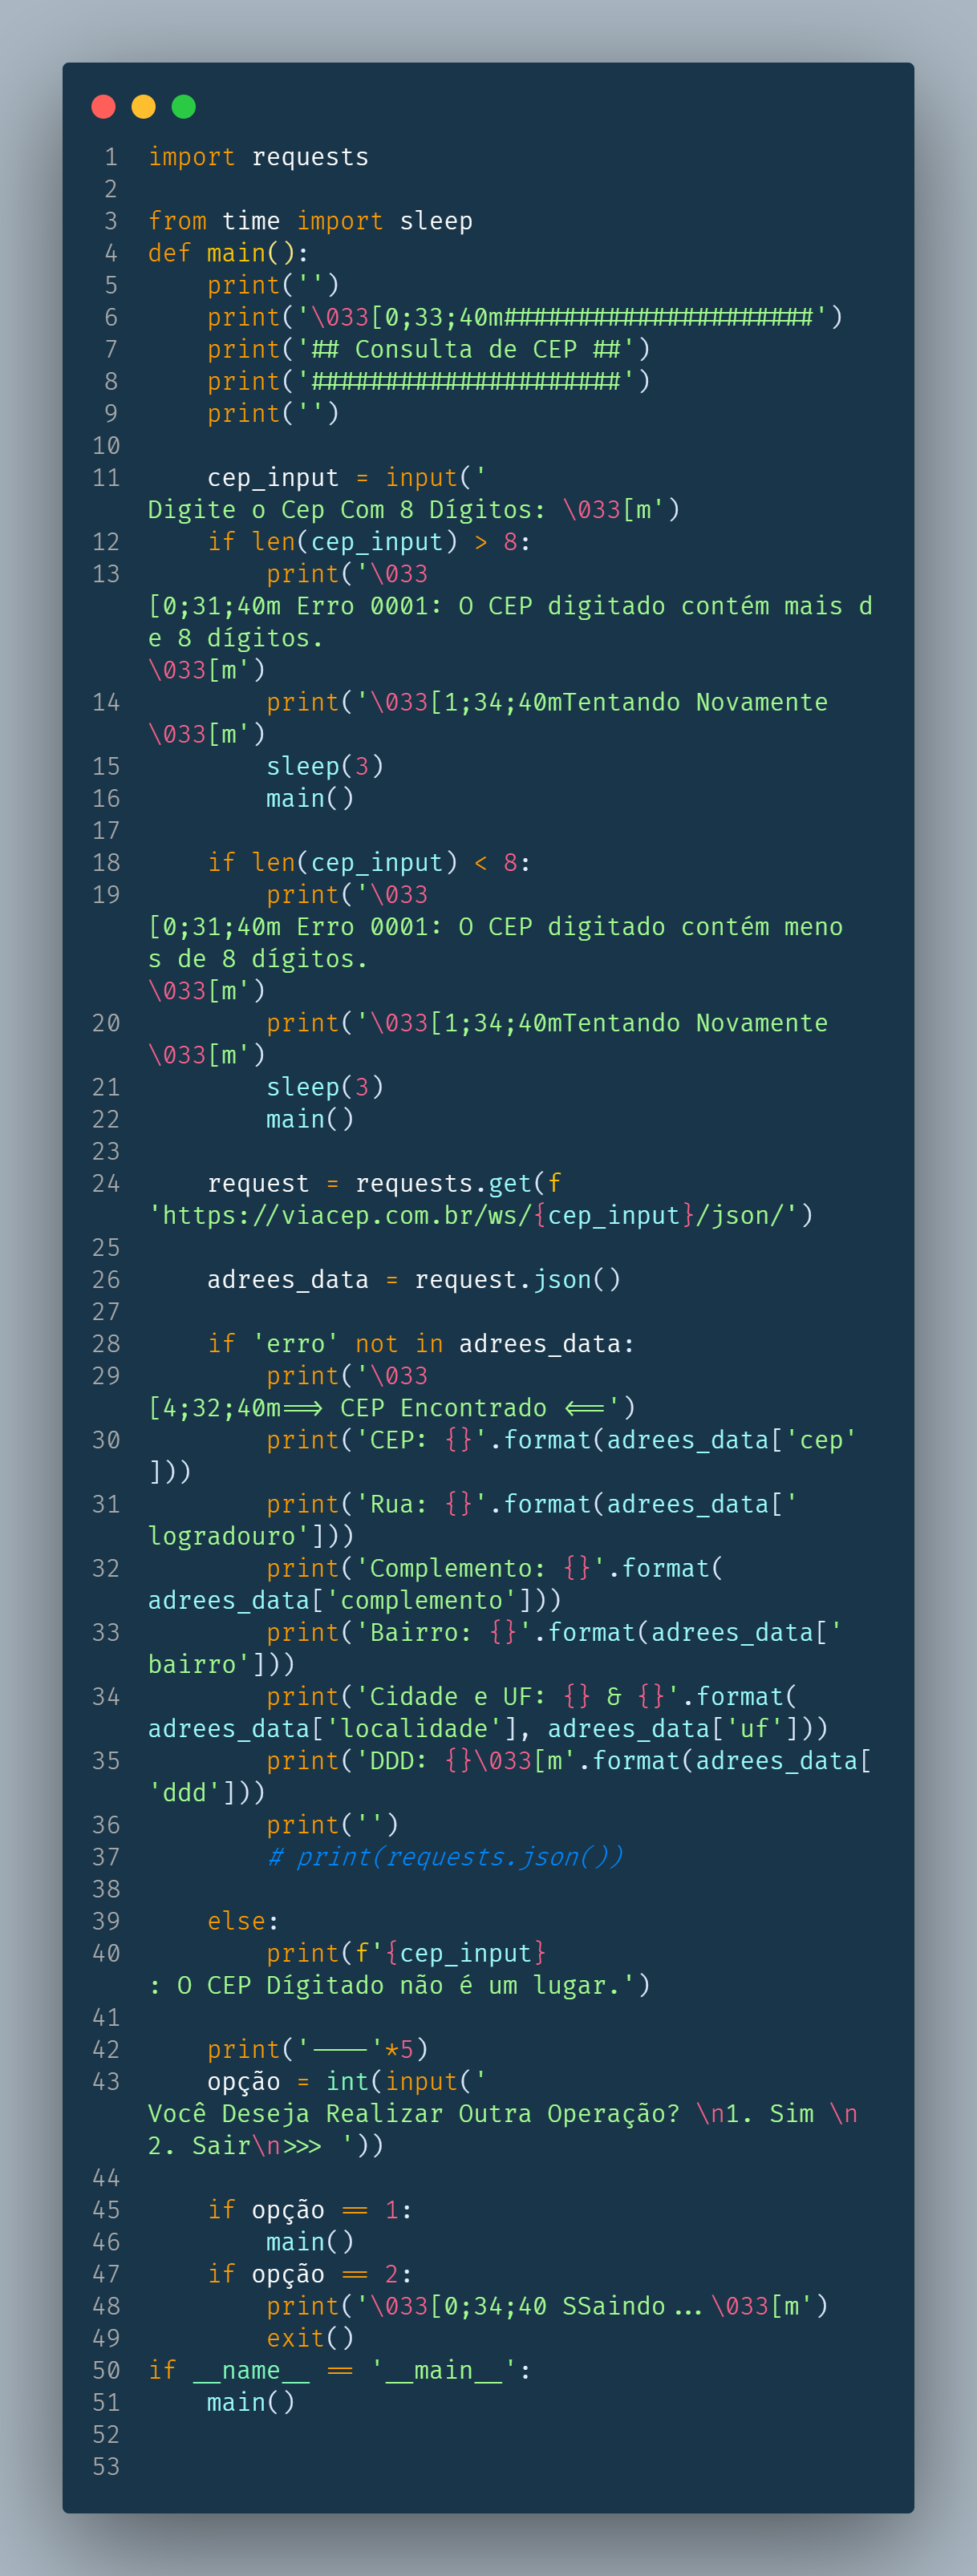 1 import requests
2
3 from time import sleep
4 def main():
5     print('')
6     print('\033[0;33;40m#####################')
7     print('## Consulta de CEP ##')
8     print('#####################')
9     print('')
10
11     cep_input = input('
Digite o Cep Com 8 Dígitos: \033[m')
12     if len(cep_input) > 8:
13         print('\033
[0;31;40m Erro 0001: O CEP digitado contém mais d
e 8 dígitos.
\033[m')
14         print('\033[1;34;40mTentando Novamente
\033[m')
15         sleep(3)
16         main()
17
18     if len(cep_input) < 8:
19         print('\033
[0;31;40m Erro 0001: O CEP digitado contém meno
s de 8 dígitos.
\033[m')
20         print('\033[1;34;40mTentando Novamente
\033[m')
21         sleep(3)
22         main()
23
24     request = requests.get(f
'https://viacep.com.br/ws/{cep_input}/json/')
25
26     adrees_data = request.json()
27
28     if 'erro' not in adrees_data:
29         print('\033
[4;32;40m==> CEP Encontrado <==')
30         print('CEP: {}'.format(adrees_data['cep'
]))
31         print('Rua: {}'.format(adrees_data['
logradouro']))
32         print('Complemento: {}'.format(
adrees_data['complemento']))
33         print('Bairro: {}'.format(adrees_data['
bairro']))
34         print('Cidade e UF: {} & {}'.format(
adrees_data['localidade'], adrees_data['uf']))
35         print('DDD: {}\033[m'.format(adrees_data[
'ddd']))
36         print('')
37         # print(requests.json())
38
39     else:
40         print(f'{cep_input}
: O CEP Dígitado não é um lugar.')
41
42     print('----'*5)
43     opção = int(input('
Você Deseja Realizar Outra Operação? \n1. Sim \n
2. Sair\n>>> '))
44
45     if opção == 1:
46         main()
47     if opção == 2:
48         print('\033[0;34;40 SSaindo...\033[m')
49         exit()
50 if __name__ == '__main__':
51     main()
52
53